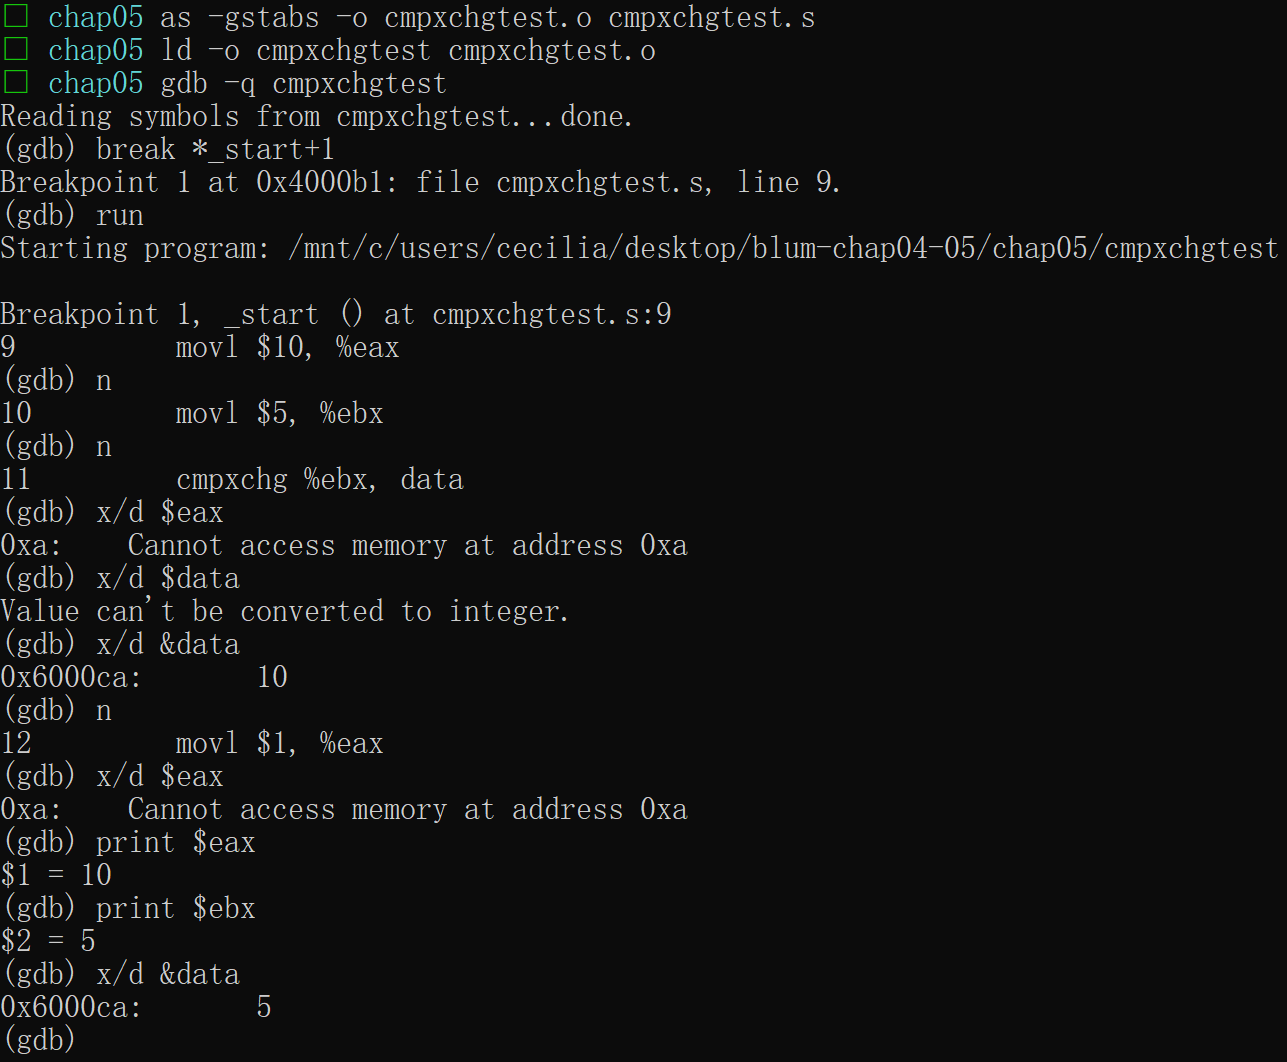 □ chap05 as -gstabs -o cmpxchgtest.o cmpxchgtest.s
□ chap05 ld -o cmpxchgtest cmpxchgtest.o
□ chap05 gdb -q cmpxchgtest
Reading symbols from cmpxchgtest...done.
(gdb) break *_start+1
Breakpoint 1 at 0x4000b1: file cmpxchgtest.s, line 9.
(gdb) run
Starting program: /mnt/c/users/cecilia/desktop/blum-chap04-05/chap05/cmpxchgtest

Breakpoint 1, _start () at cmpxchgtest.s:9
9          movl $10, %eax
(gdb) n
10         movl $5, %ebx
(gdb) n
11         cmpxchg %ebx, data
(gdb) x/d $eax
0xa:    Cannot access memory at address 0xa
(gdb) x/d $data
Value can't be converted to integer.
(gdb) x/d &data
0x6000ca:       10
(gdb) n
12         movl $1, %eax
(gdb) x/d $eax
0xa:    Cannot access memory at address 0xa
(gdb) print $eax
$1 = 10
(gdb) print $ebx
$2 = 5
(gdb) x/d &data
0x6000ca:       5
(gdb)